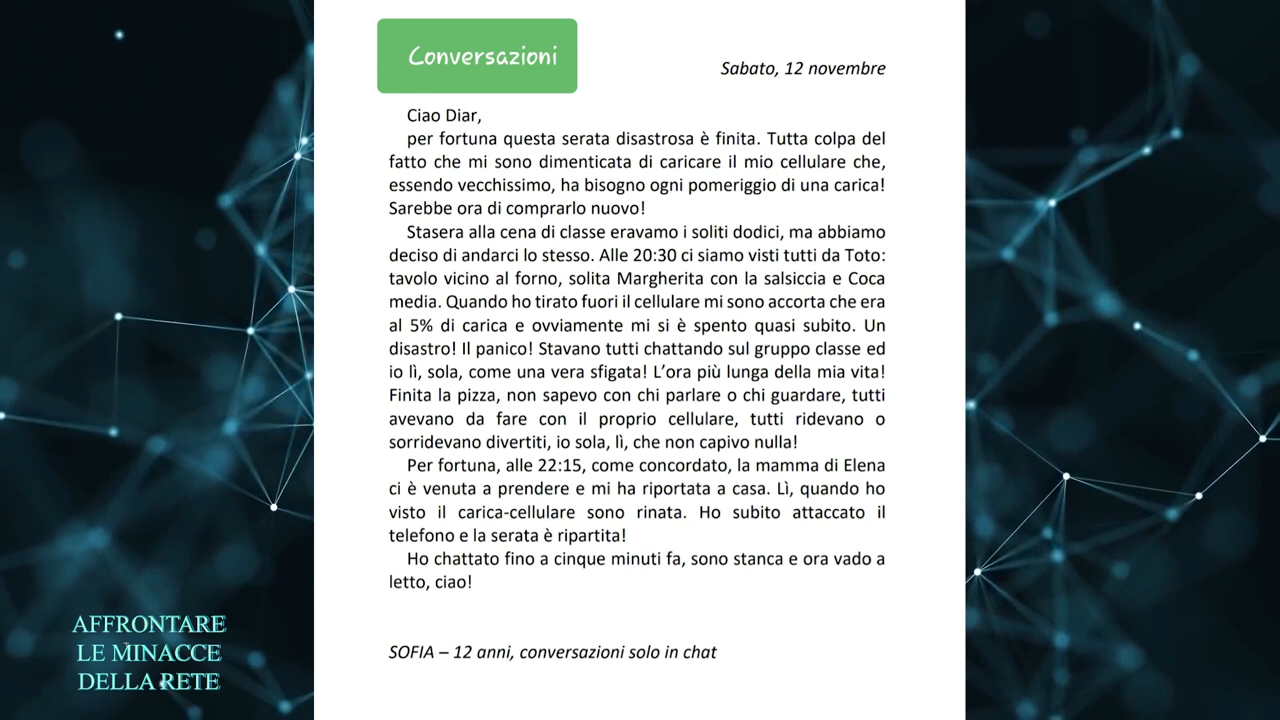 Conversazioni
Sabato, 12 novembre
Ciao Diar,
per fortuna questa serata disastrosa è finita. Tutta colpa del
fatto che mi sono dimenticata di caricare il mio cellulare che,
essendo vecchissimo, ha bisogno ogni pomeriggio di una carica!
Sarebbe ora di comprarlo nuovo!
Stasera alla cena di classe eravamo i soliti dodici, ma abbiamo
deciso di andarci lo stesso. Alle 20:30 ci siamo visti tutti da Toto:
tavolo vicino al forno, solita Margherita con la salsiccia e Coca
media. Quando ho tirato fuori il cellulare mi sono accorta che era
al 5% di carica e ovviamente mi si è spento quasi subito. Un
disastro! Il panico! Stavano tutti chattando sul gruppo classe ed
io lì, sola, come una vera sfigata! L’ora più lunga della mia vita!
Finita la pizza, non sapevo con chi parlare o chi guardare, tutti
avevano da fare con il proprio cellulare, tutti ridevano o
sorridevano divertiti, io sola, lì, che non capivo nulla!
Per fortuna, alle 22:15, come concordato, la mamma di Elena
ci è venuta a prendere e mi ha riportata a casa. Lì, quando ho
visto il carica-cellulare sono rinata. Ho subito attaccato il
telefono e la serata è ripartita!
Ho chattato fino a cinque minuti fa, sono stanca e ora vado a
letto, ciao!
SOFIA – 12 anni, conversazioni solo in chat
AFFRONTARE
LE MINACCE
DELLA RETE